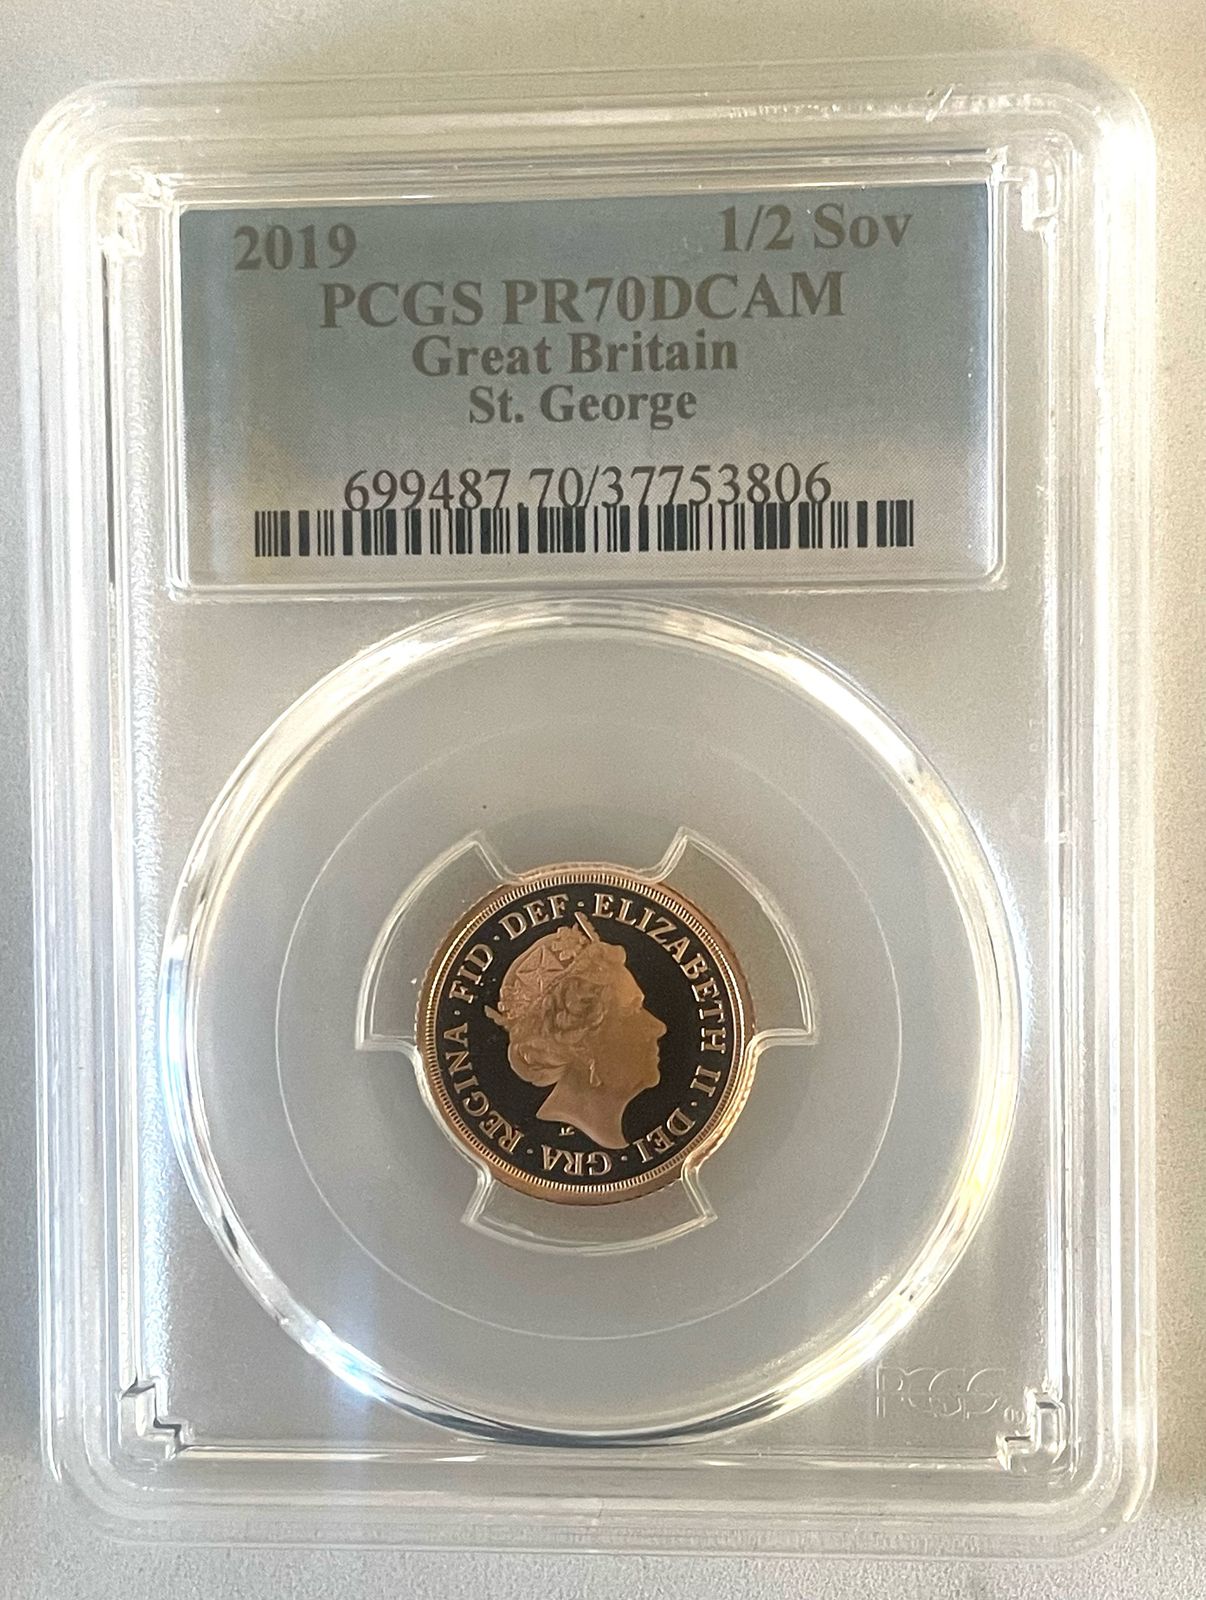 2019 1/2 Sov
PCGS PR70DCAM
Great Britain
St. George
699487.70/37753806
ELIZABETH II · DEI · GRA · REGINA · FID · DEF ·
PCGS